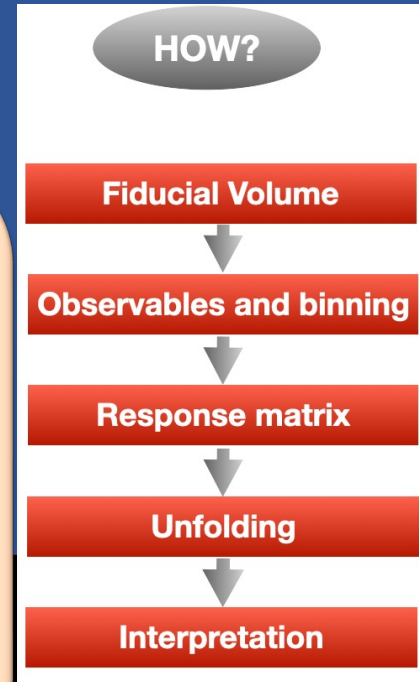 HOW?
Fiducial Volume
Observables and binning
Response matrix
Unfolding
Interpretation